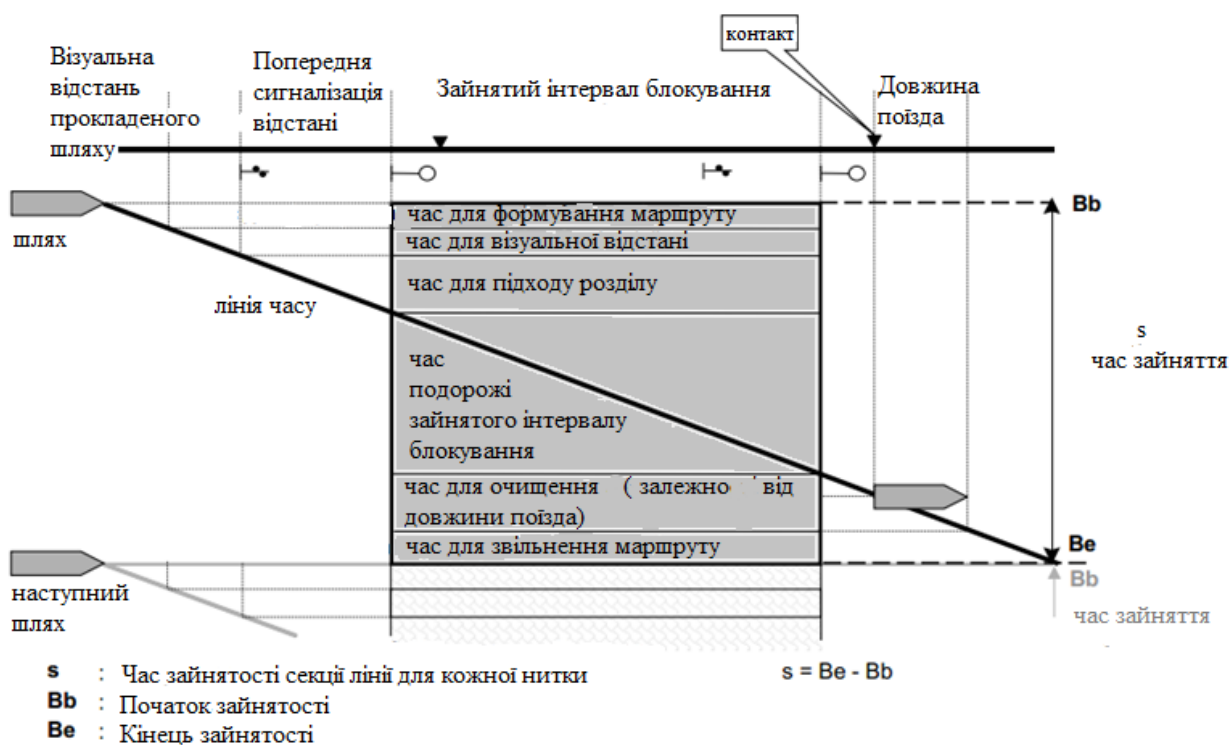 контакт
Візуальна
відстань
прокладеного
шляху
Попередня
сигналізація
відстані
Зайнятий інтервал блокування
Довжина
поїзда
шлях
лінія часу
час для формування маршруту
час для візуальної відстані
час для підходу розділу
час
подорожі
зайнятого інтервалу
блокування
час для очищення ( залежно від
довжини поїзда)
час для звільнення маршруту
Bb
s
час зайняття
Be
Bb
час зайняття
наступний
шлях
s : Час зайнятості секції лінії для кожної нитки
s = Be - Bb
Bb : Початок зайнятості
Be : Кінець зайнятості